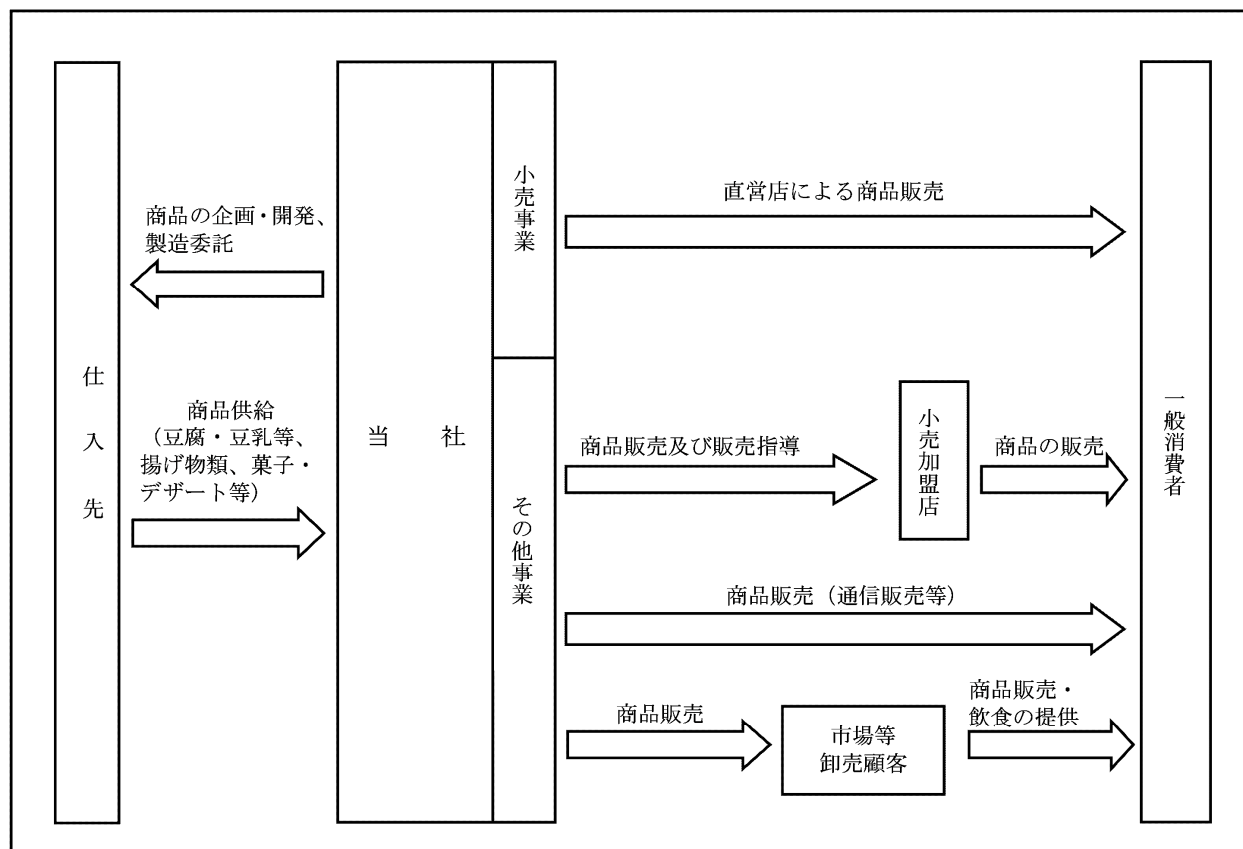 仕入先
商品の企画・開発、
製造委託
商品供給
（豆腐・豆乳等、
揚げ物類、菓子・
デザート等）
当社
小売事業
その他事業
直営店による商品販売
商品販売及び販売指導
小売加盟店
商品の販売
商品販売（通信販売等）
商品販売
市場等
卸売顧客
商品販売・
飲食の提供
一般消費者